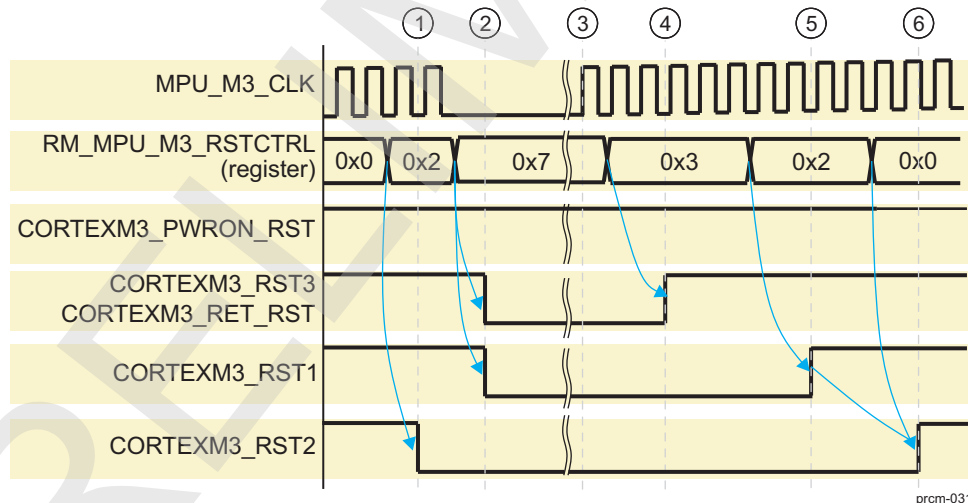 1 2 3 4 5 6
MPU_M3_CLK
RM_MPU_M3_RSTCTRL
(register)
0x0 0x2 0x7 0x3 0x2 0x0
CORTEXM3_PWRON_RST
CORTEXM3_RST3
CORTEXM3_RET_RST
CORTEXM3_RST1
CORTEXM3_RST2